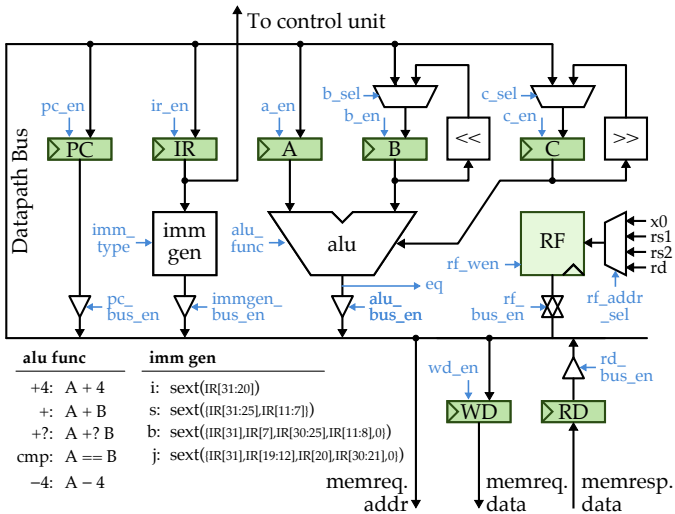 To control unit
Datapath Bus
pc_en
ir_en
a_en
b_sel
b_en
c_sel
c_en
PC
IR
A
B
<<
C
>>
imm_
type
imm
gen
alu_
func
alu
RF
rf_wen
x0
rs1
rs2
rd
rf_addr
_sel
eq
pc_
bus_en
immgen_
bus_en
alu_
bus_en
rf_
bus_en
rd_
bus_en
wd_en
WD
RD
alu func
+4: A + 4
+: A + B
+?: A +? B
cmp: A == B
−4: A − 4
imm gen
i: sext(IR[31:20])
s: sext({IR[31:25],IR[11:7]})
b: sext({IR[31],IR[7],IR[30:25],IR[11:8],0})
j: sext({IR[31],IR[19:12],IR[20],IR[30:21],0})
memreq.
addr
memreq.
data
memresp.
data